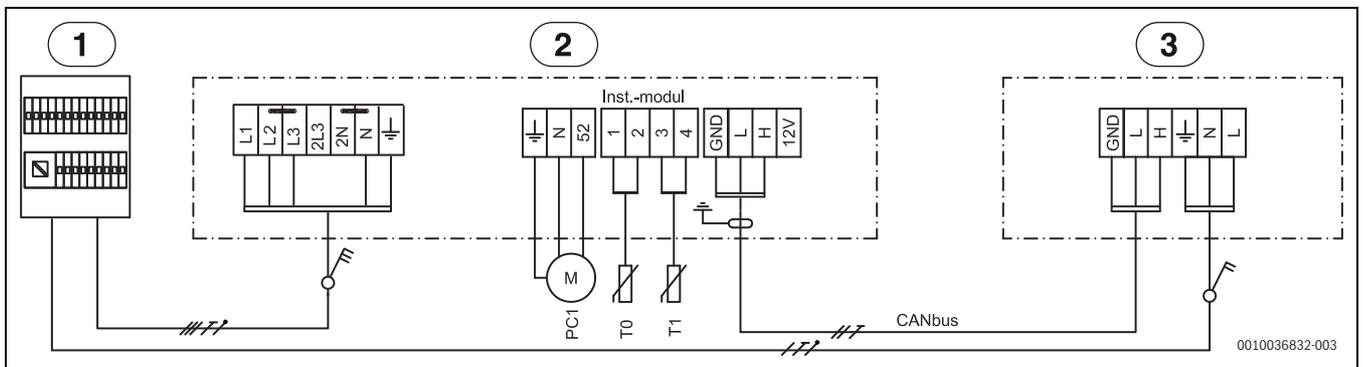 1
2
3
Inst.-modul
L1 L2 L3 2L3 2N N
N 52
1 2 3 4
GND L H 12V
GND L H N L
M
PC1
T0
T1
CANbus
0010036832-003